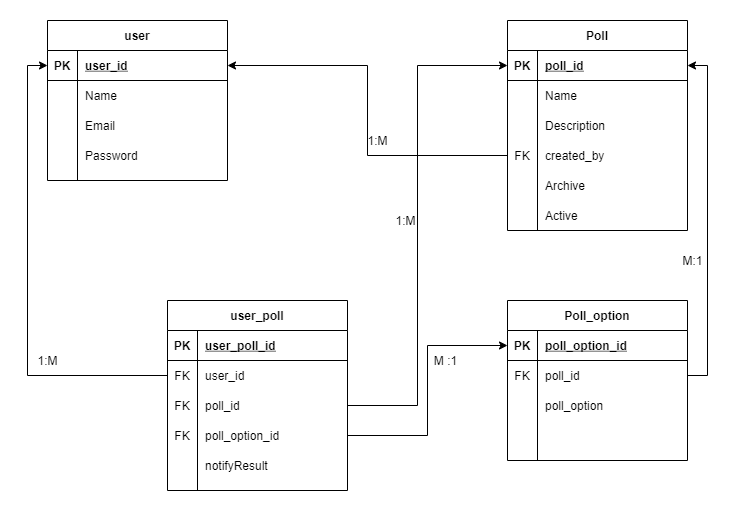 user
PK user_id
Name
Email
Password
Poll
PK poll_id
Name
Description
FK created_by
Archive
Active
1:M
1:M
M:1
user_poll
PK user_poll_id
FK user_id
FK poll_id
FK poll_option_id
notifyResult
Poll_option
PK poll_option_id
FK poll_id
poll_option
M :1
1:M